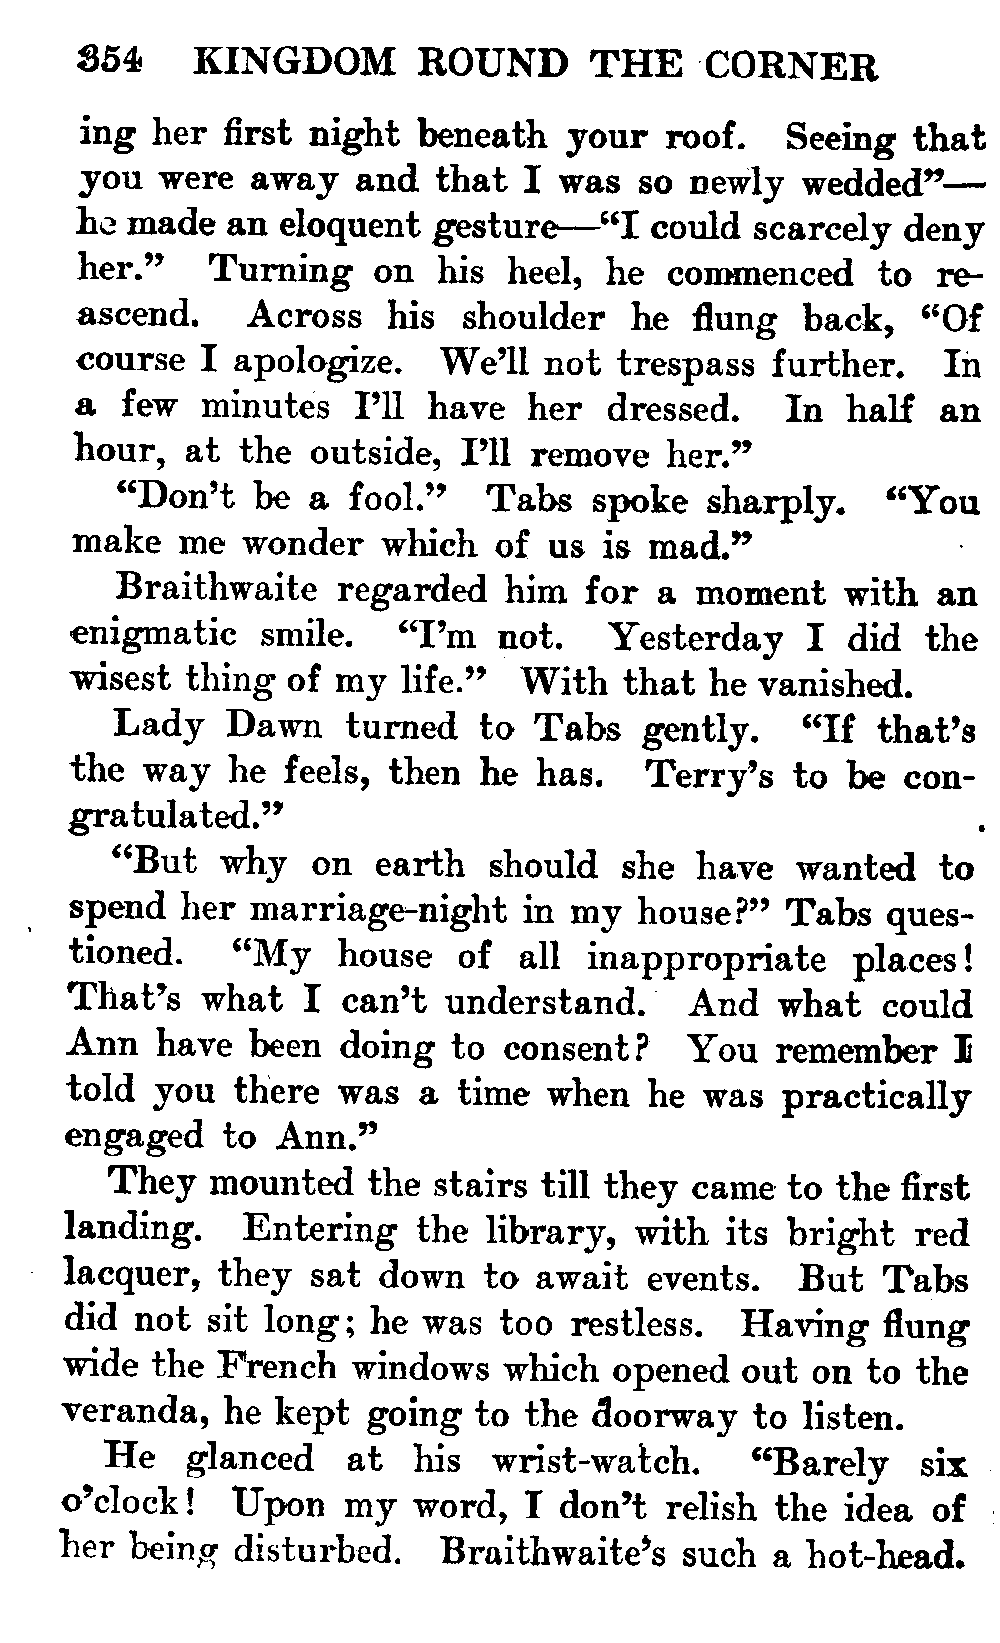 354 KINGDOM ROUND THE CORNER
ing her first night beneath your roof. Seeing that
you were away and that I was so newly wedded”—
he made an eloquent gesture—“I could scarcely deny
her.” Turning on his heel, he commenced to re-
ascend. Across his shoulder he flung back, “Of
course I apologize. We’ll not trespass further. In
a few minutes I’ll have her dressed. In half an
hour, at the outside, I’ll remove her.”
“Don’t be a fool.” Tabs spoke sharply. “You
make me wonder which of us is mad.”
Braithwaite regarded him for a moment with an
enigmatic smile. “I’m not. Yesterday I did the
wisest thing of my life.” With that he vanished.
Lady Dawn turned to Tabs gently. “If that’s
the way he feels, then he has. Terry’s to be con-
gratulated.”
“But why on earth should she have wanted to
spend her marriage-night in my house?” Tabs ques-
tioned. “My house of all inappropriate places!
That’s what I can’t understand. And what could
Ann have been doing to consent? You remember I
told you there was a time when he was practically
engaged to Ann.”
They mounted the stairs till they came to the first
landing. Entering the library, with its bright red
lacquer, they sat down to await events. But Tabs
did not sit long; he was too restless. Having flung
wide the French windows which opened out on to the
veranda, he kept going to the doorway to listen.
He glanced at his wrist-watch. “Barely six
o’clock! Upon my word, I don’t relish the idea of
her being disturbed. Braithwaite’s such a hot-head.